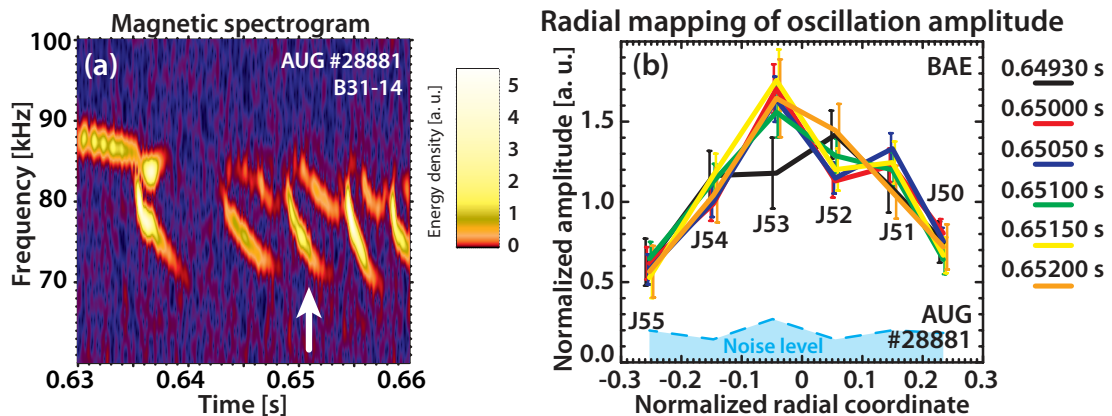 Magnetic spectrogram
(a)
AUG #28881
B31-14
Frequency [kHz]
100
90
80
70
0.63
0.64
0.65
0.66
Time [s]
Energy density [a. u.]
5
4
3
2
1
0
Radial mapping of oscillation amplitude
(b)
BAE
Normalized amplitude [a. u.]
1.5
1.0
0.5
0.0
J55
J54
J53
J52
J51
J50
Noise level
AUG
#28881
-0.3
-0.2
-0.1
0
0.1
0.2
0.3
Normalized radial coordinate
0.64930 s
0.65000 s
0.65050 s
0.65100 s
0.65150 s
0.65200 s